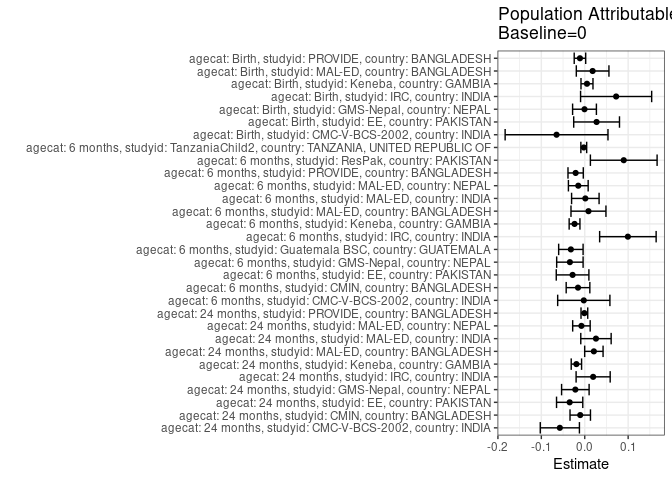 Population Attributable
Baseline=0
agecat: Birth, studyid: PROVIDE, country: BANGLADESH
agecat: Birth, studyid: MAL-ED, country: BANGLADESH
agecat: Birth, studyid: Keneba, country: GAMBIA
agecat: Birth, studyid: IRC, country: INDIA
agecat: Birth, studyid: GMS-Nepal, country: NEPAL
agecat: Birth, studyid: EE, country: PAKISTAN
agecat: Birth, studyid: CMC-V-BCS-2002, country: INDIA
agecat: 6 months, studyid: TanzaniaChild2, country: TANZANIA, UNITED REPUBLIC OF
agecat: 6 months, studyid: ResPak, country: PAKISTAN
agecat: 6 months, studyid: PROVIDE, country: BANGLADESH
agecat: 6 months, studyid: MAL-ED, country: NEPAL
agecat: 6 months, studyid: MAL-ED, country: INDIA
agecat: 6 months, studyid: MAL-ED, country: BANGLADESH
agecat: 6 months, studyid: Keneba, country: GAMBIA
agecat: 6 months, studyid: IRC, country: INDIA
agecat: 6 months, studyid: Guatemala BSC, country: GUATEMALA
agecat: 6 months, studyid: GMS-Nepal, country: NEPAL
agecat: 6 months, studyid: EE, country: PAKISTAN
agecat: 6 months, studyid: CMIN, country: BANGLADESH
agecat: 6 months, studyid: CMC-V-BCS-2002, country: INDIA
agecat: 24 months, studyid: PROVIDE, country: BANGLADESH
agecat: 24 months, studyid: MAL-ED, country: NEPAL
agecat: 24 months, studyid: MAL-ED, country: INDIA
agecat: 24 months, studyid: MAL-ED, country: BANGLADESH
agecat: 24 months, studyid: Keneba, country: GAMBIA
agecat: 24 months, studyid: IRC, country: INDIA
agecat: 24 months, studyid: GMS-Nepal, country: NEPAL
agecat: 24 months, studyid: EE, country: PAKISTAN
agecat: 24 months, studyid: CMIN, country: BANGLADESH
agecat: 24 months, studyid: CMC-V-BCS-2002, country: INDIA
-0.2 -0.1 0.0 0.1
Estimate